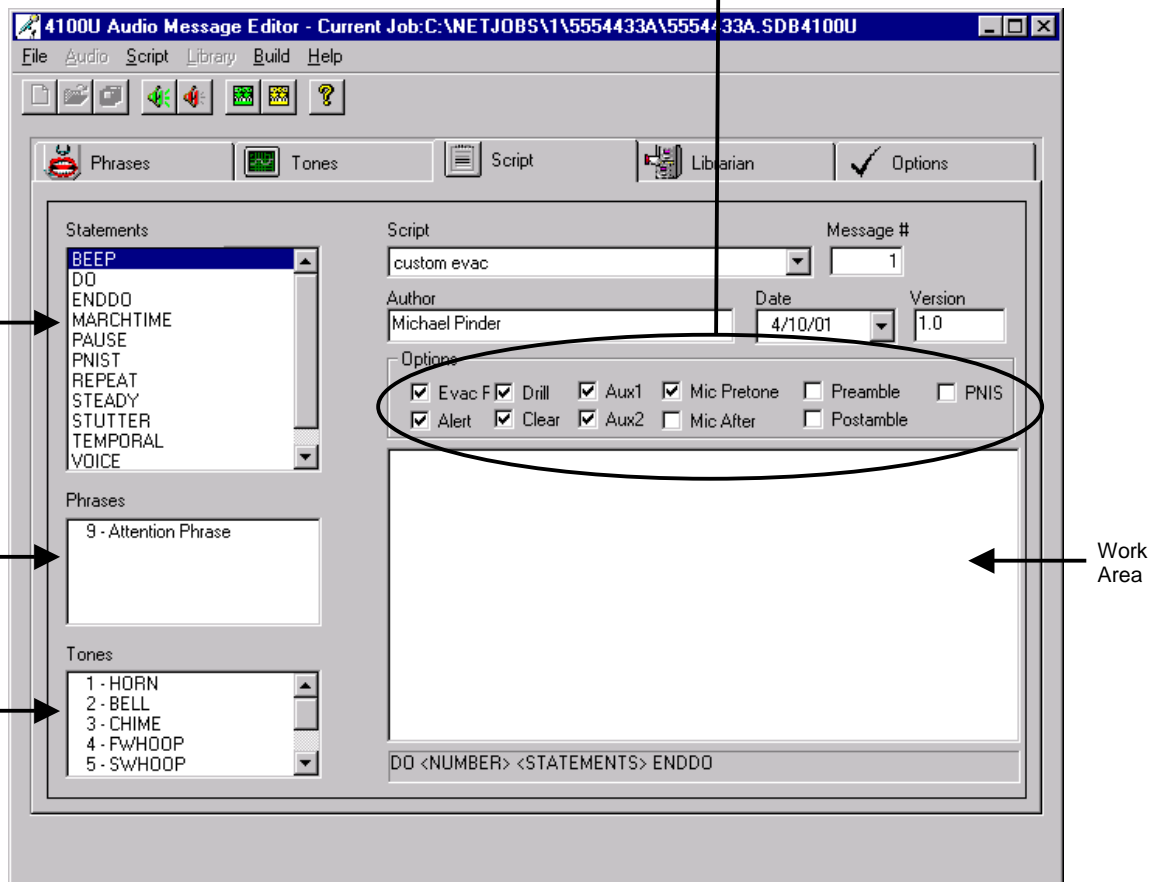 4100U Audio Message Editor - Current Job:C:\NETJOBS\1\5554433A\5554433A.SDB4100U
File Audio Script Library Build Help
Phrases Tones Script Librarian Options
Statements
BEEP
DO
ENDDO
MARCHTIME
PAUSE
PNIST
REPEAT
STEADY
STUTTER
TEMPORAL
VOICE
Phrases
9 - Attention Phrase
Tones
1 - HORN
2 - BELL
3 - CHIME
4 - FWHOOP
5 - SWHOOP
Script Message #
custom evac 1
Author Date Version
Michael Pinder 4/10/01 1.0
Options
Evac F Drill Aux1 Mic Pretone Preamble PNIS
Alert Clear Aux2 Mic After Postamble
DO <NUMBER> <STATEMENTS> ENDDO
Work
Area